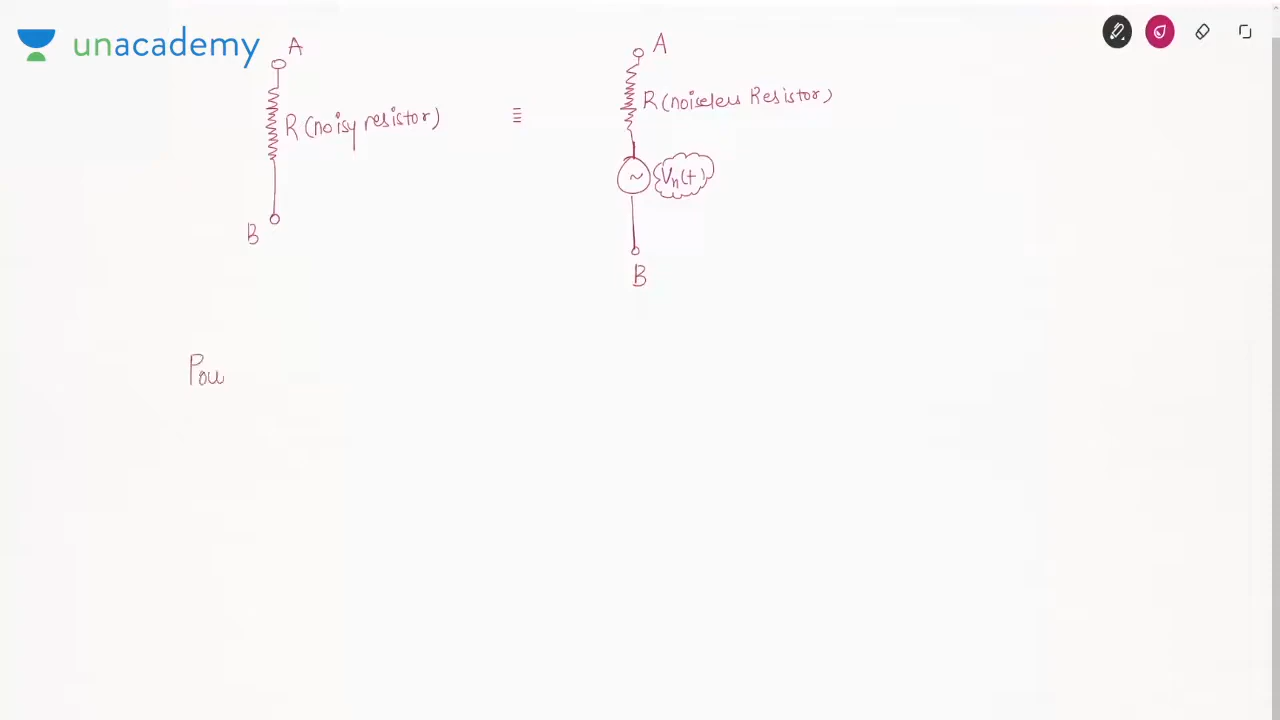 unacademy
A
A
R (noisy resistor)
≡
R (noiseless Resistor)
~
Vn(t)
B
B
Pow